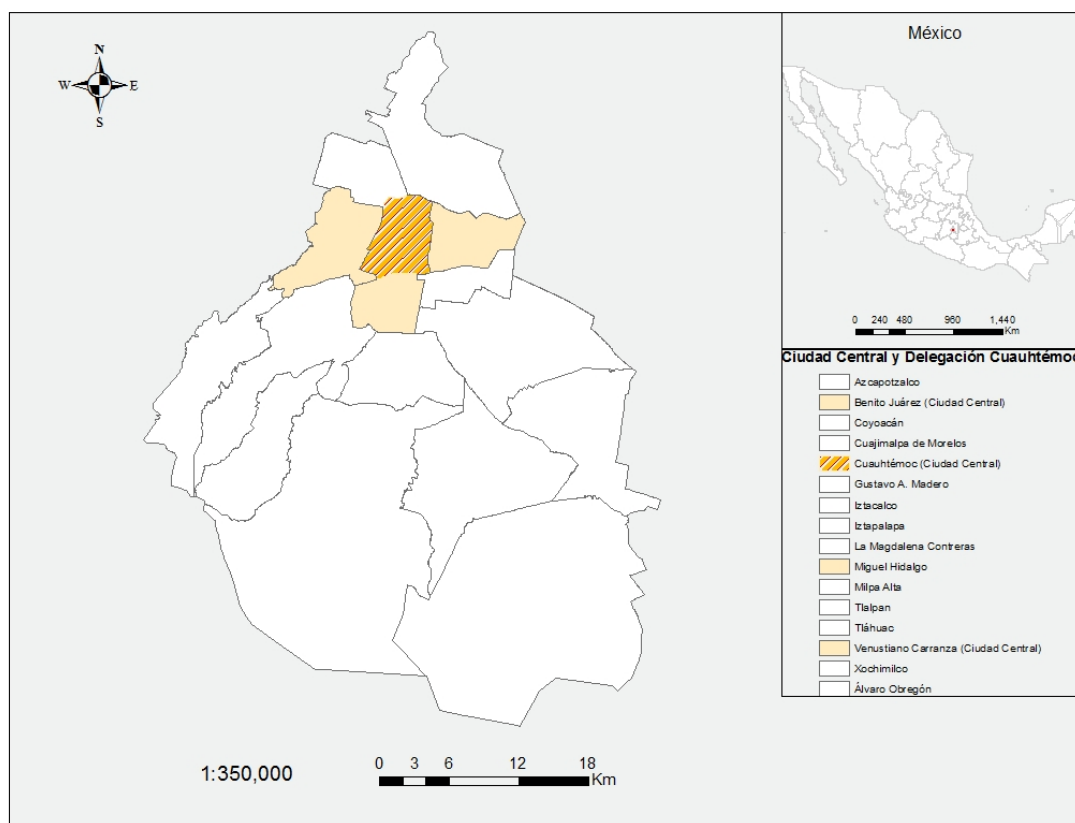 N
W E
S
México
0 240 480 960 1,440
Km
Ciudad Central y Delegación Cuauhtémoc
Azcapotzalco
Benito Juárez (Ciudad Central)
Coyoacán
Cuajimalpa de Morelos
Cuauhtémoc (Ciudad Central)
Gustavo A. Madero
Iztacalco
Iztapalapa
La Magdalena Contreras
Miguel Hidalgo
Milpa Alta
Tlalpan
Tláhuac
Venustiano Carranza (Ciudad Central)
Xochimilco
Álvaro Obregón
1:350,000
0 3 6 12 18
Km